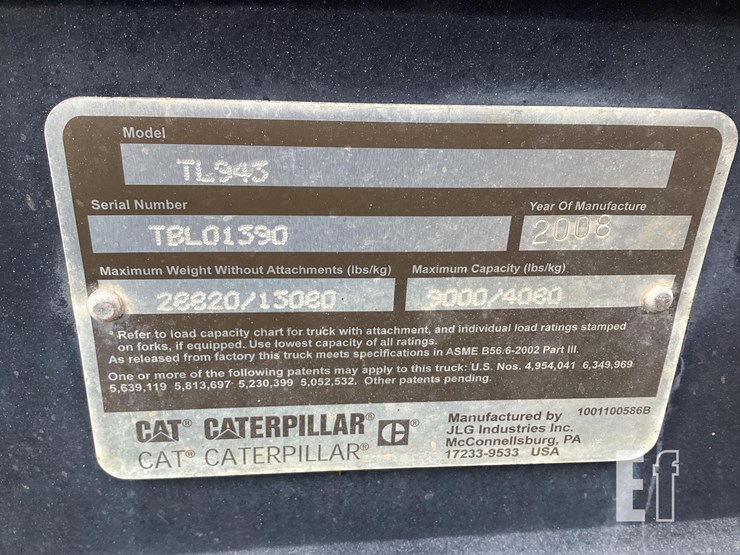 Model
TL943
Serial Number
Year Of Manufacture
TBL01390
2008
Maximum Weight Without Attachments (lbs/kg)
Maximum Capacity (lbs/kg)
28820/13080
9000/4080
* Refer to load capacity chart for truck with attachment, and individual load ratings stamped
on forks, if equipped. Use lowest capacity of all ratings.
As released from factory this truck meets specifications in ASME B56.6-2002 Part III.
One or more of the following patents may apply to this truck: U.S. Nos. 4,954,041 6,349,969
5,639,119 5,813,697 5,230,399 5,052,532. Other patents pending.
CAT® CATERPILLAR®
CAT® CATERPILLAR®
Manufactured by
1001100586B
JLG Industries Inc.
McConnellsburg, PA
17233-9533 USA
Ef